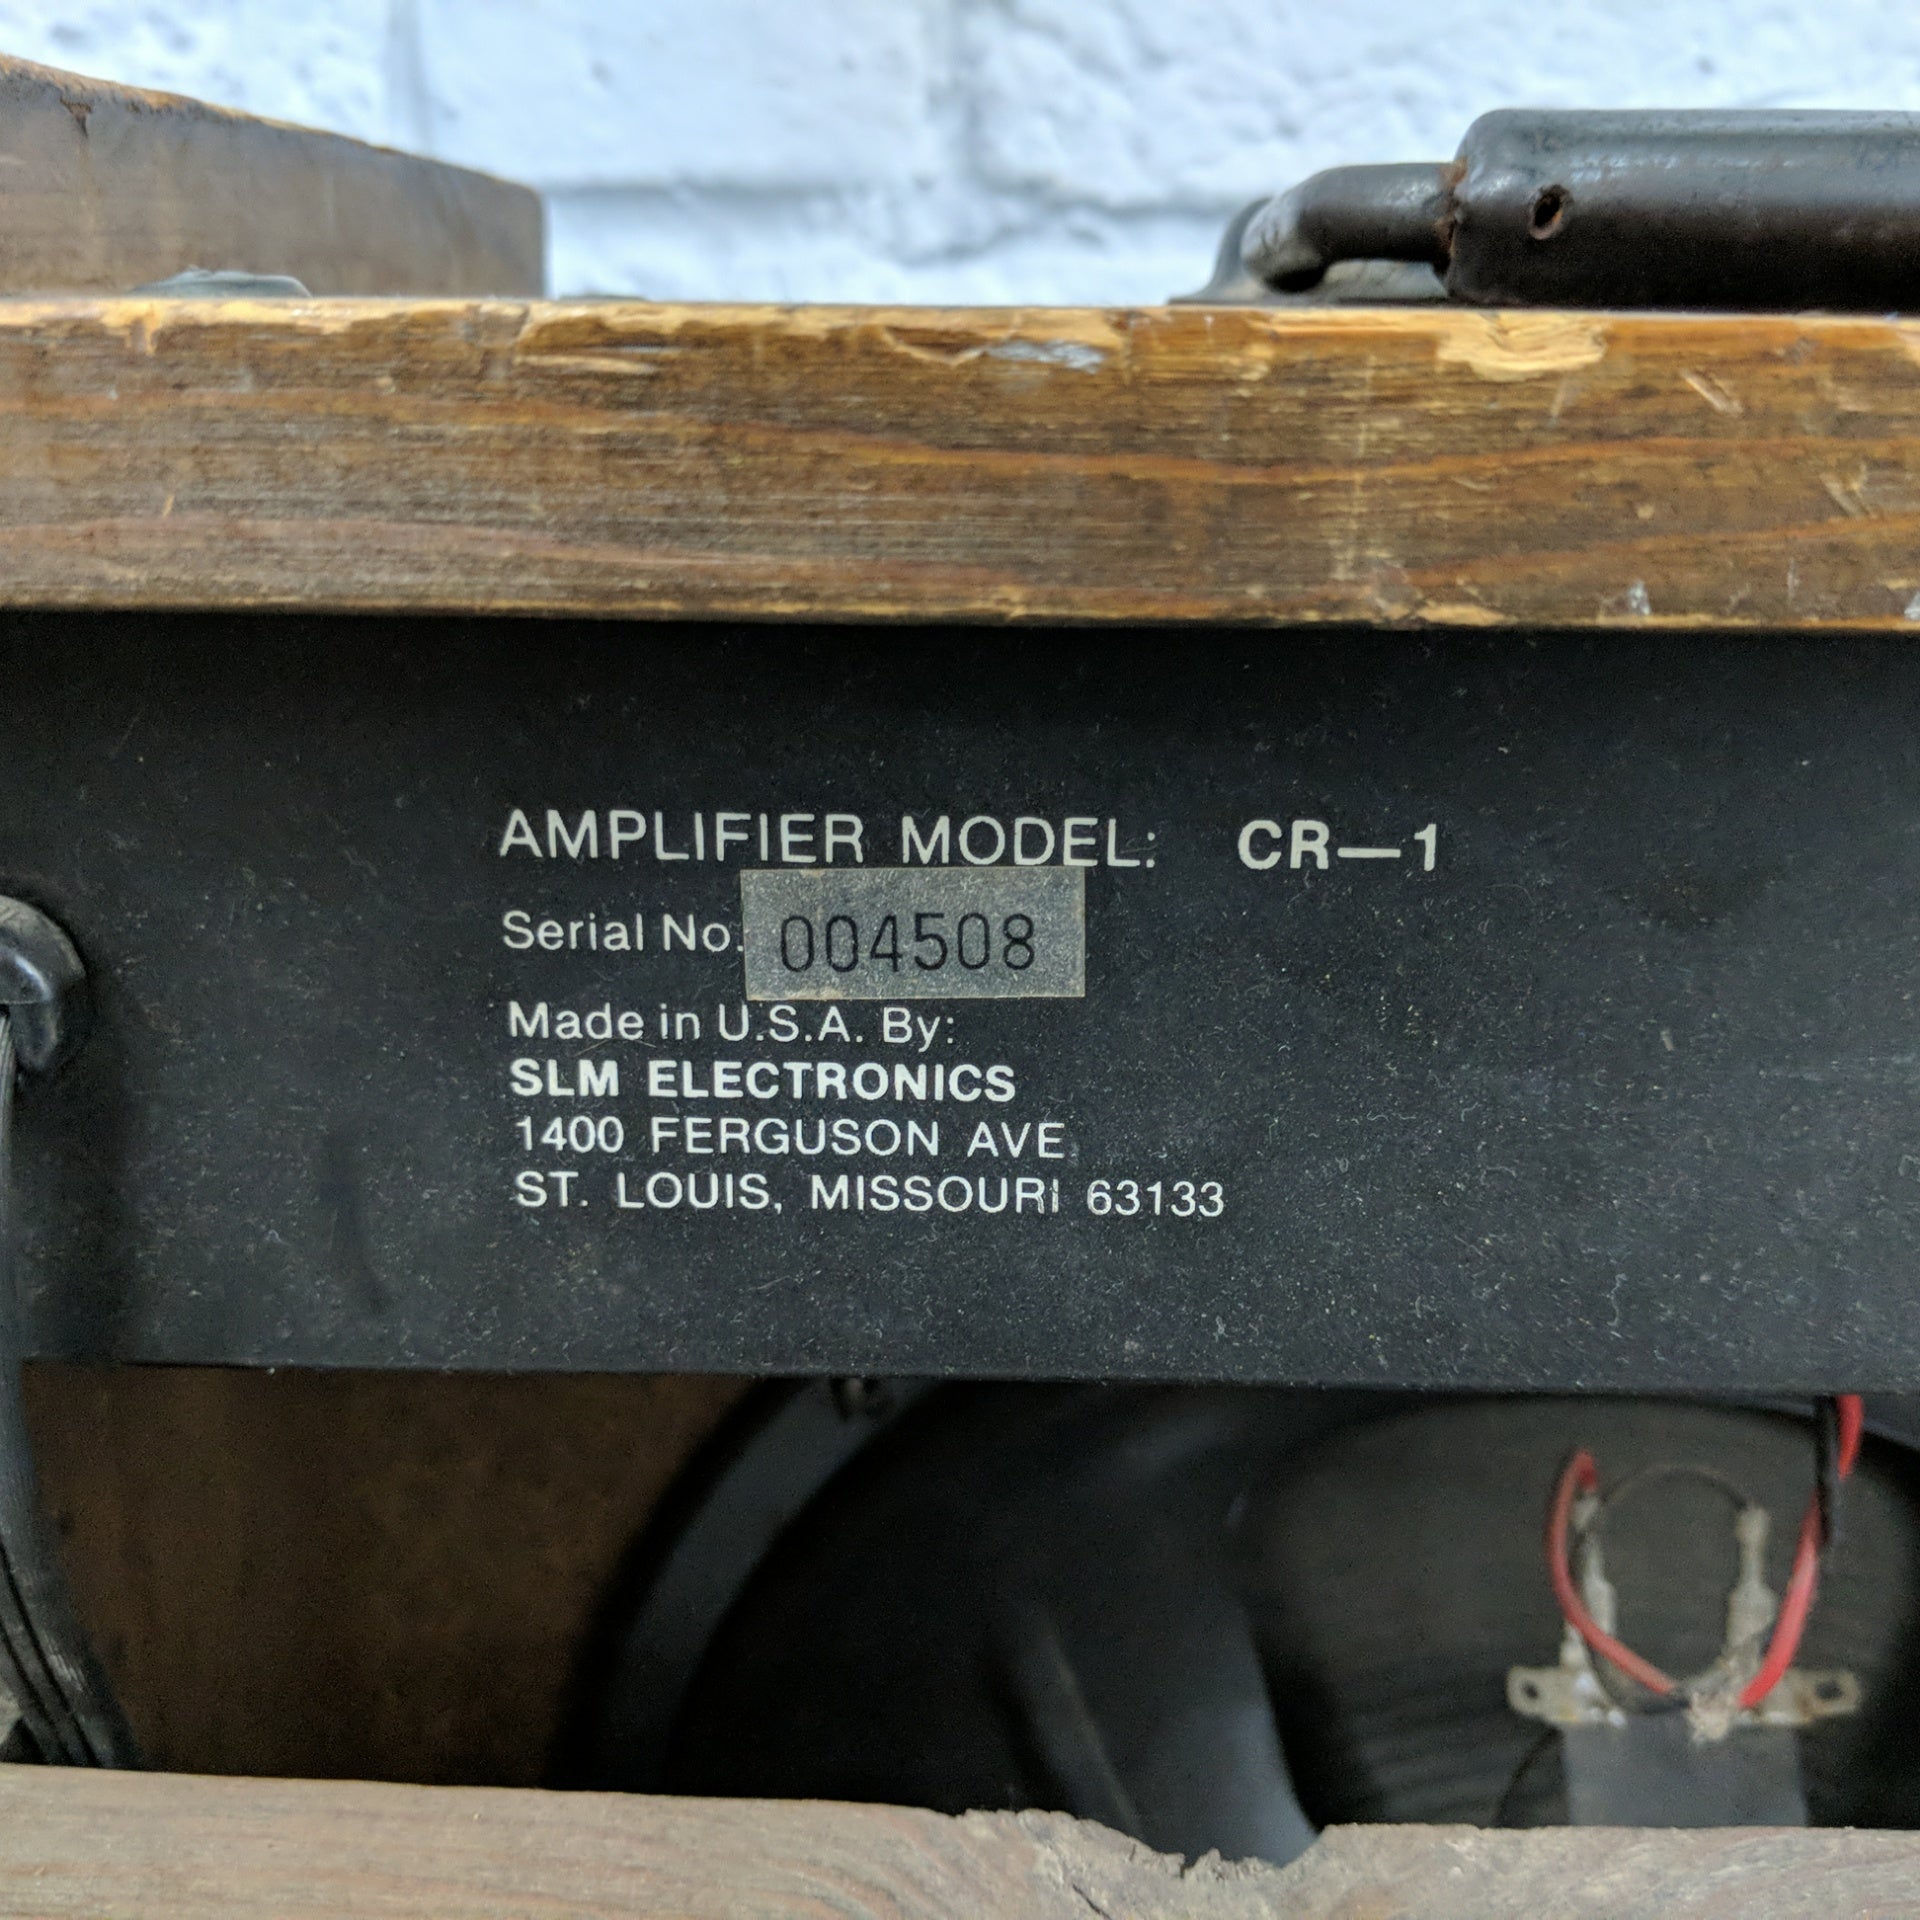 AMPLIFIER MODEL: CR—1
Serial No. 004508
Made in U.S.A. By:
SLM ELECTRONICS
1400 FERGUSON AVE.
ST. LOUIS, MISSOURI 63133